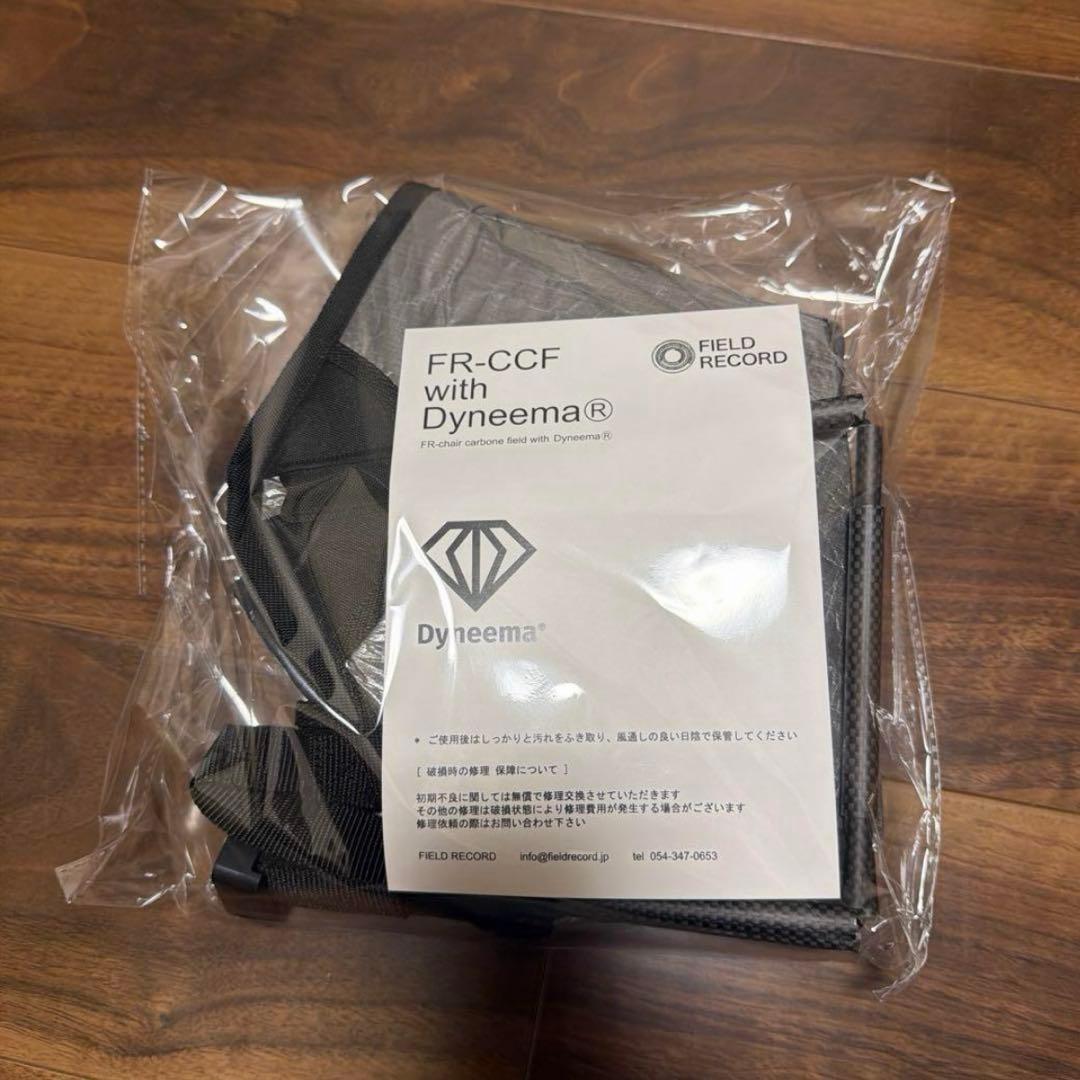 FR-CCF
with
Dyneema®
FR-chair carbone field with Dyneema®
FIELD
RECORD
Dyneema®
* ご使用後はしっかりと汚れをふき取り、風通しの良い日陰で保管してください
[ 破損時の修理 保障について ]
初期不良に関しては無償で修理交換させていただきます
その他の修理は破損状態により修理費用が発生する場合がございます
修理依頼の際はお問い合わせ下さい
FIELD RECORD info@fieldrecord.jp tel 054-347-0653